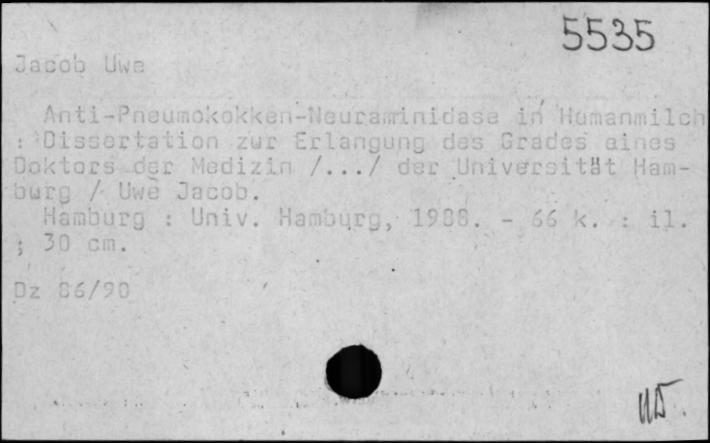 5535
Jacob Uwe
Anti-Pneumokokken-Neuraminidase in Humanmilch
: Dissertation zur Erlangung des Grades eines
Doktors der Medizin /.../ der Universität Ham-
burg / Uwe Jacob.
Hamburg : Univ. Hamburg, 1988. - 66 k. : il.
; 30 cm.
Dz 86/90